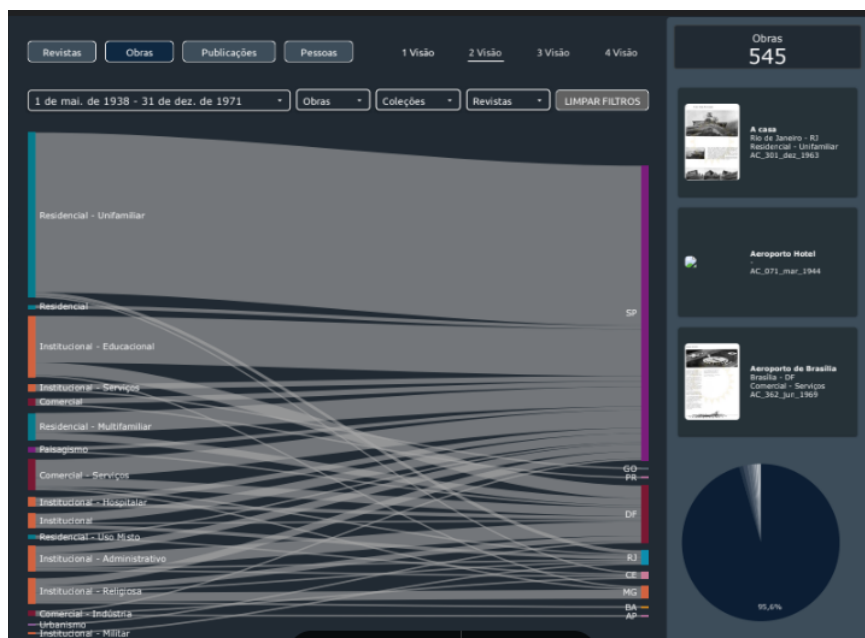 Revistas
Obras
Publicações
Pessoas
1 Visão
2 Visão
3 Visão
4 Visão
1 de mai. de 1938 - 31 de dez. de 1971
Obras
Coleções
Revistas
LIMPAR FILTROS
Residencial - Unifamiliar
Residencial
Institucional - Educacional
Institucional - Serviços
Comercial
Residencial - Multifamiliar
Paisagismo
Comercial - Serviços
Institucional - Hospitalar
Institucional
Residencial - Uso Misto
Institucional - Administrativo
Institucional - Religiosa
Comercial - Indústria
Urbanismo
Institucional - Militar
SP
GO
PR
DF
RJ
CE
MG
BA
AP
Obras
545
A casa
Rio de Janeiro - RJ
Residencial - Unifamiliar
AC_301_dez_1963
Aeroporto Hotel
-
AC_071_mar_1944
Aeroporto de Brasília
Brasília - DF
Comercial - Serviços
AC_362_jun_1969
95,6%